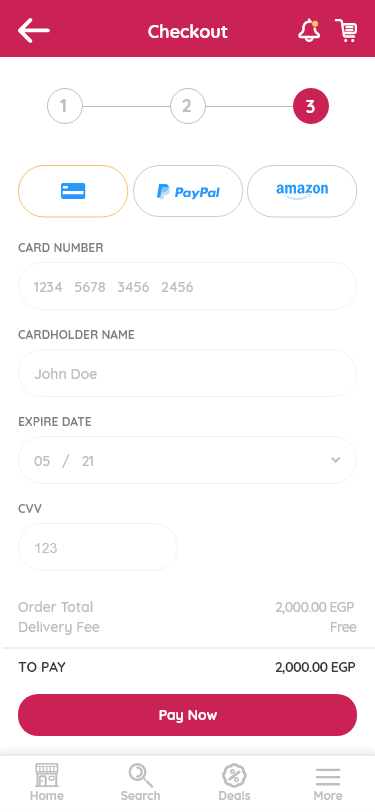 Checkout
1 2 3
PayPal amazon
CARD NUMBER
1234 5678 3456 2456
CARDHOLDER NAME
John Doe
EXPIRE DATE
05 / 21
CVV
123
Order Total 2,000.00 EGP
Delivery Fee Free
TO PAY 2,000.00 EGP
Pay Now
Home Search Deals More